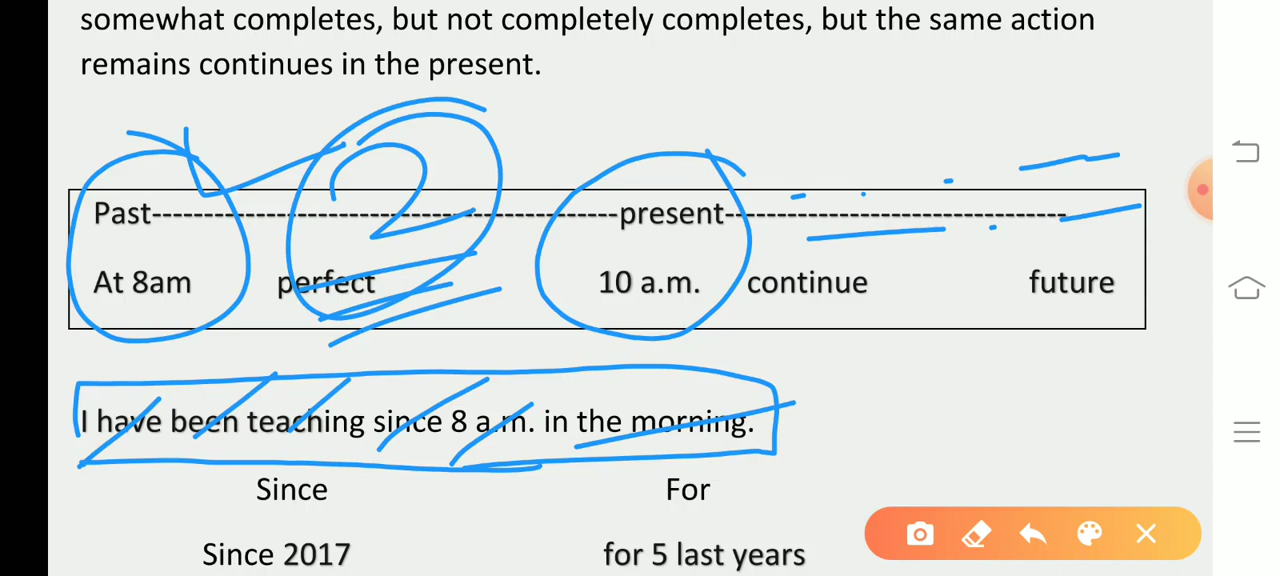 somewhat completes, but not completely completes, but the same action
remains continues in the present.
Past------------------------------------------------present-----------------------------------
At 8am perfect 10 a.m. continue future
2
I have been teaching since 8 a.m. in the morning.
Since For
Since 2017 for 5 last years